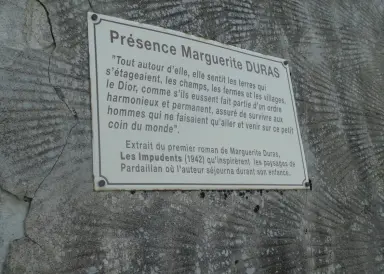 Présence Marguerite DURAS
"Tout autour d'elle, elle sentit les terres qui
s'étageaient, les champs, les fermes et les villages,
le Dior, comme s'ils eussent fait partie d'un ordre
harmonieux et permanent, assuré de survivre aux
hommes qui ne faisaient qu'aller et venir sur ce petit
coin du monde".
Extrait du premier roman de Marguerite Duras,
Les Impudents (1942) qu'inspirèrent les paysages de
Pardaillan où l'auteur séjourna durant son enfance.